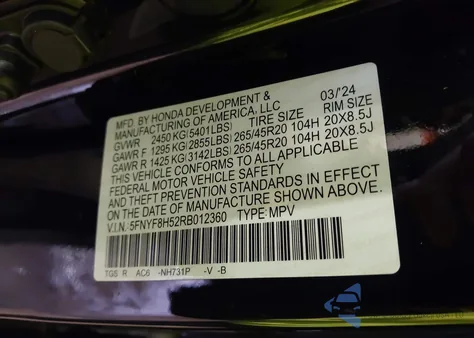 MFD. BY HONDA DEVELOPMENT & 03/'24
MANUFACTURING OF AMERICA, LLC
GVWR 2450 KG(5401LBS) TIRE SIZE RIM SIZE
GAWR F 1295 KG(2855LBS) 265/45R20 104H 20X8.5J
GAWR R 1425 KG(3142LBS) 265/45R20 104H 20X8.5J
THIS VEHICLE CONFORMS TO ALL APPLICABLE
FEDERAL MOTOR VEHICLE SAFETY
AND THEFT PREVENTION STANDARDS IN EFFECT
ON THE DATE OF MANUFACTURE SHOWN ABOVE.
V.I.N. 5FNYF8H52RB012360 TYPE: MPV
TGS R AC6 -NH731P -V -B